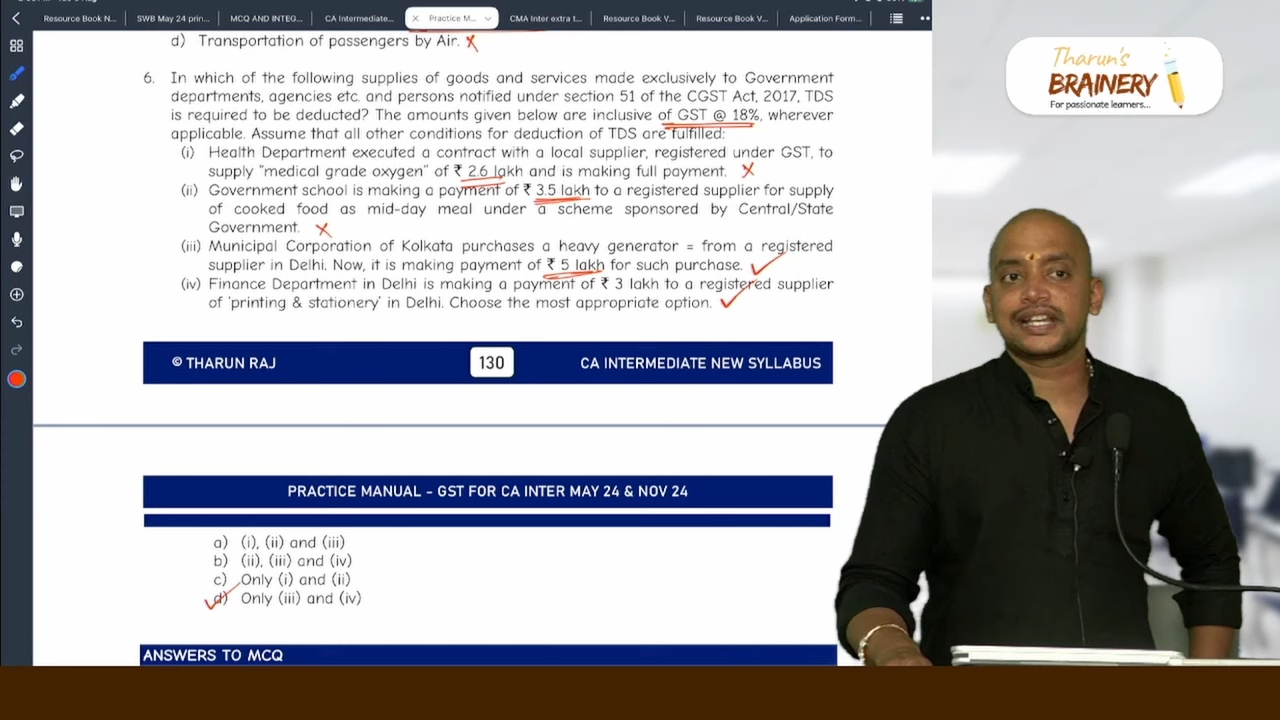 Resource Book N...
SWB May 24 prin...
MCQ AND INTEG...
CA Intermediate...
Practice M...
CMA Inter extra t...
Resource Book V...
Resource Book V...
Application Form...
d) Transportation of passengers by Air.
6. In which of the following supplies of goods and services made exclusively to Government
departments, agencies etc. and persons notified under section 51 of the CGST Act, 2017, TDS
is required to be deducted? The amounts given below are inclusive of GST @ 18%, wherever
applicable. Assume that all other conditions for deduction of TDS are fulfilled:
(i) Health Department executed a contract with a local supplier, registered under GST, to
supply "medical grade oxygen" of ₹ 2.6 lakh and is making full payment.
(ii) Government school is making a payment of ₹ 3.5 lakh to a registered supplier for supply
of cooked food as mid-day meal under a scheme sponsored by Central/State
Government.
(iii) Municipal Corporation of Kolkata purchases a heavy generator = from a registered
supplier in Delhi. Now, it is making payment of ₹ 5 lakh for such purchase.
(iv) Finance Department in Delhi is making a payment of ₹ 3 lakh to a registered supplier
of 'printing & stationery' in Delhi. Choose the most appropriate option.
© THARUN RAJ
130
CA INTERMEDIATE NEW SYLLABUS
PRACTICE MANUAL - GST FOR CA INTER MAY 24 & NOV 24
a) (i), (ii) and (iii)
b) (ii), (iii) and (iv)
c) Only (i) and (ii)
d) Only (iii) and (iv)
ANSWERS TO MCQ
Tharun's
BRAINERY
For passionate learners...